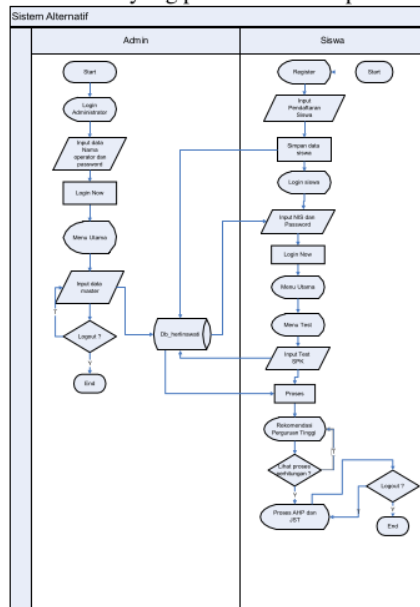 Sistem Alternatif
Admin
Siswa
Start
Login
Administrator
Input data
Nama
operator dan
password
Login Now
Menu Utama
Input data
master
Logout ?
Y
End
Db_hertinawati
Register
Start
Input
Pendaftaran
Siswa
Simpan data
siswa
Login siswa
Input NIS dan
Password
Login Now
Menu Utama
Menu Test
Input Test
SPK
Proses
Rekomendasi
Perguruan Tinggi
Lihat proses
perhitungan ?
Y
Proses AHP dan
JST
Logout ?
Y
End